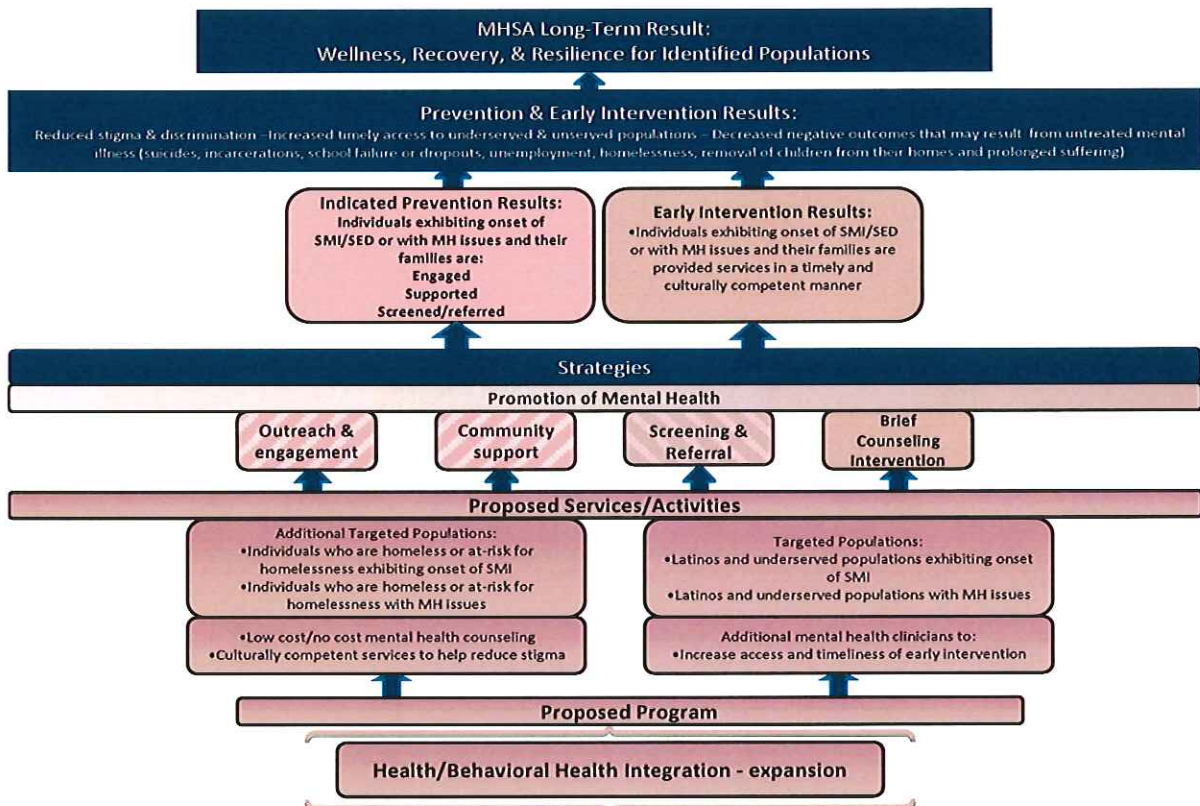 MHSA Long-Term Result:
Wellness, Recovery, & Resilience for Identified Populations
Prevention & Early Intervention Results:
Reduced stigma & discrimination –Increased timely access to underserved & unserved populations – Decreased negative outcomes that may result from untreated mental
illness (suicides, incarcerations, school failure or dropouts, unemployment, homelessness, removal of children from their homes and prolonged suffering)
Indicated Prevention Results:
Individuals exhibiting onset of
SMI/SED or with MH issues and their
families are:
Engaged
Supported
Screened/referred
Early Intervention Results:
•Individuals exhibiting onset of SMI/SED
or with MH issues and their families are
provided services in a timely and
culturally competent manner
Strategies
Promotion of Mental Health
Outreach &
engagement
Community
support
Screening &
Referral
Brief
Counseling
Intervention
Proposed Services/Activities
Additional Targeted Populations:
•Individuals who are homeless or at-risk for
homelessness exhibiting onset of SMI
•Individuals who are homeless or at-risk for
homelessness with MH issues
•Low cost/no cost mental health counseling
•Culturally competent services to help reduce stigma
Targeted Populations:
•Latinos and underserved populations exhibiting onset
of SMI
•Latinos and underserved populations with MH issues
Additional mental health clinicians to:
•Increase access and timeliness of early intervention
Proposed Program
Health/Behavioral Health Integration - expansion